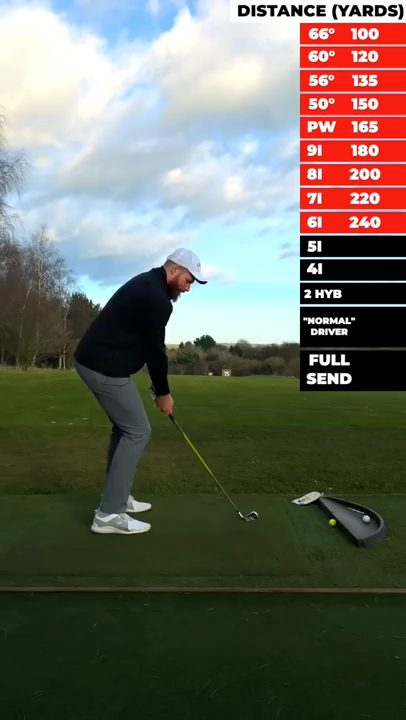 DISTANCE (YARDS)
66° 100
60° 120
56° 135
50° 150
PW 165
9I 180
8I 200
7I 220
6I 240
5I
4I
2 HYB
"NORMAL"
DRIVER
FULL
SEND
75